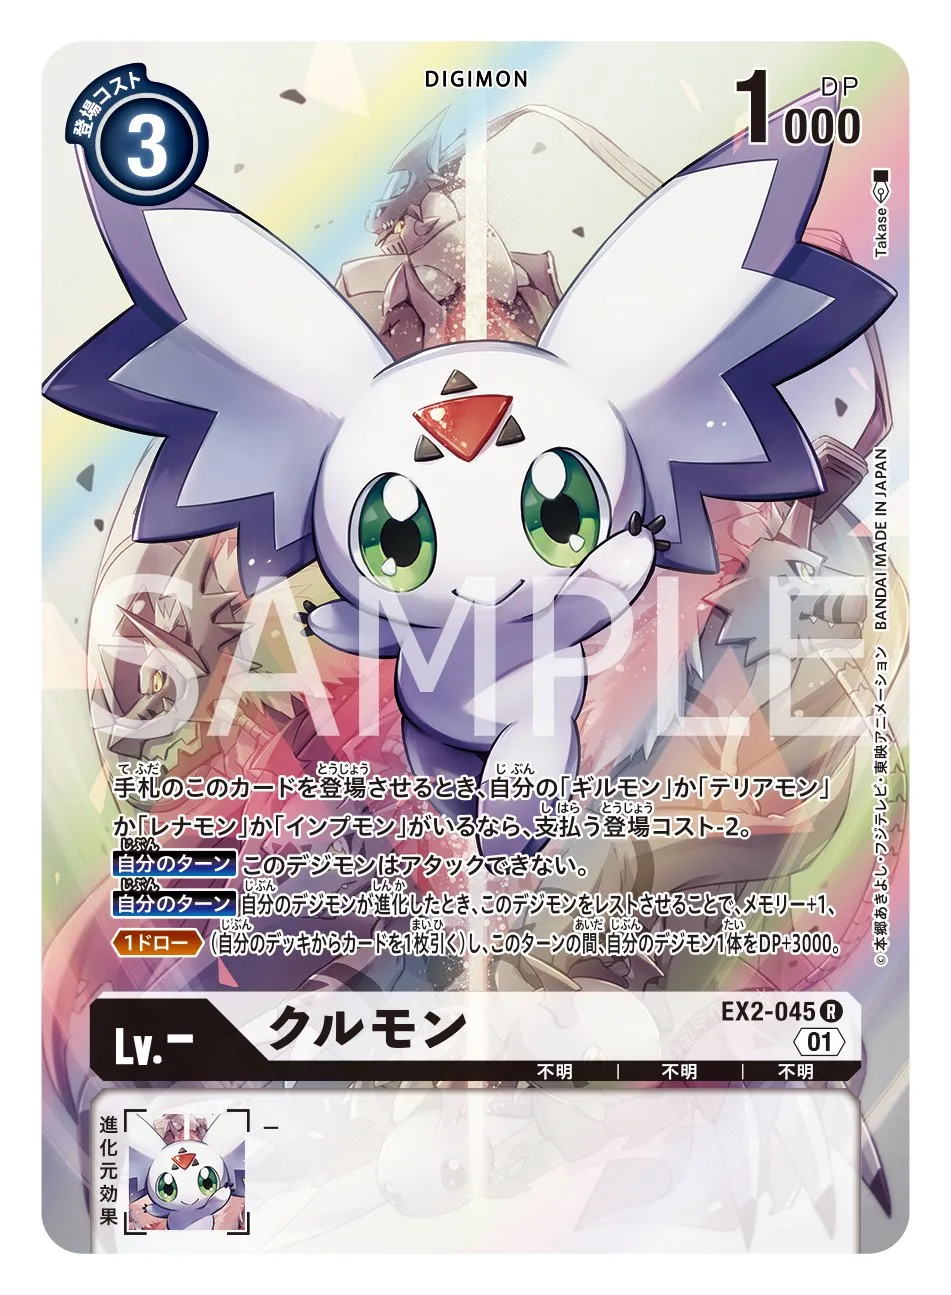 DIGIMON
登場コスト
3
1000
DP
Takase
SAMPLE
手札のこのカードを登場させるとき、自分の「ギルモン」か「テリアモン」
か「レナモン」か「インプモン」がいるなら、支払う登場コスト-2。
自分のターン このデジモンはアタックできない。
自分のターン 自分のデジモンが進化したとき、このデジモンをレストさせることで、メモリー+1、
1ドロー (自分のデッキからカードを1枚引く)し、このターンの間、自分のデジモン1体をDP+3000。
©本郷あきよし・フジテレビ・東映アニメーション BANDAI MADE IN JAPAN
Lv.-
クルモン
EX2-045 R
01
不明 | 不明 | 不明
進化元効果
—